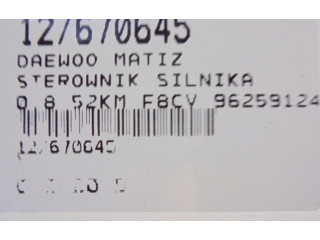 12/670645
DAEWOO MATIZ
STEROWNIK SILNIKA
0.8 52KM F8CV 96259124
12/670645